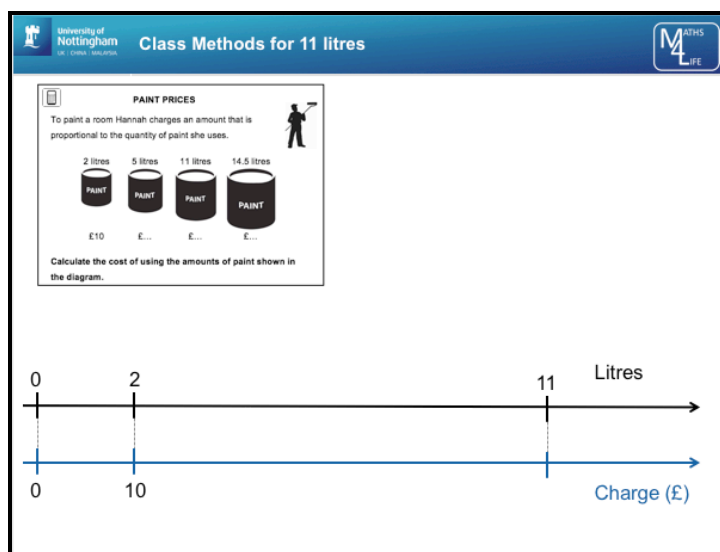 University of
Nottingham
UK | CHINA | MALAYSIA
Class Methods for 11 litres
MATHS
4
LIFE
PAINT PRICES
To paint a room Hannah charges an amount that is
proportional to the quantity of paint she uses.
2 litres 5 litres 11 litres 14.5 litres
PAINT PAINT PAINT PAINT
£10 £... £... £...
Calculate the cost of using the amounts of paint shown in
the diagram.
0 2 11 Litres
0 10 Charge (£)